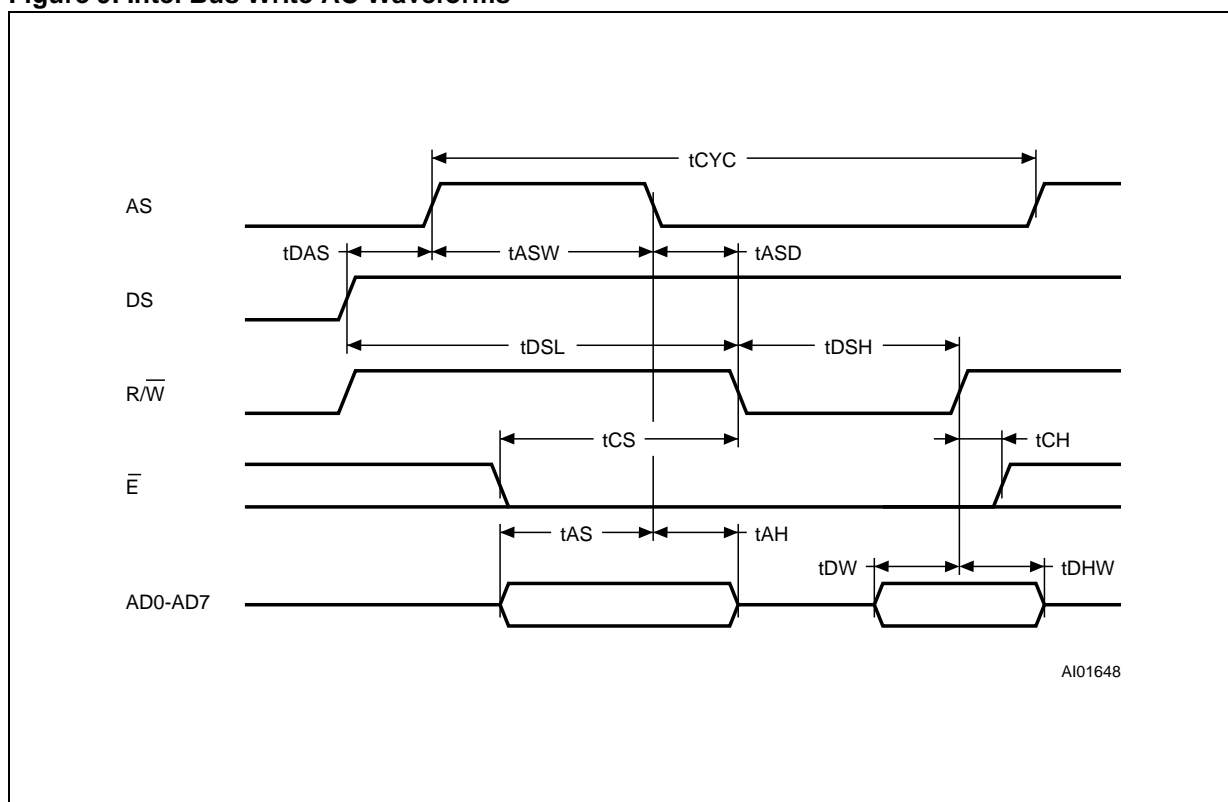 Figure 9. Intel Bus Write AC Waveforms
tCYC
AS
tDAS
tASW
tASD
DS
tDSL
tDSH
R/W̅
tCS
tCH
E̅
tAS
tAH
tDW
tDHW
AD0-AD7
AI01648